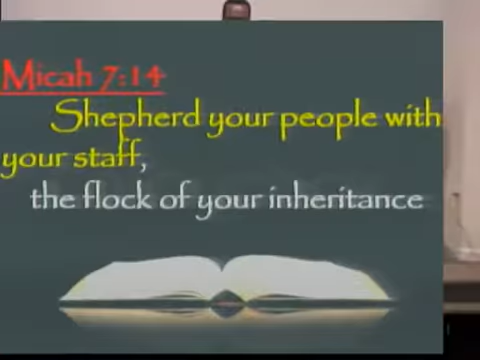 Micah 7:14
Shepherd your people with
your staff,
the flock of your inheritance